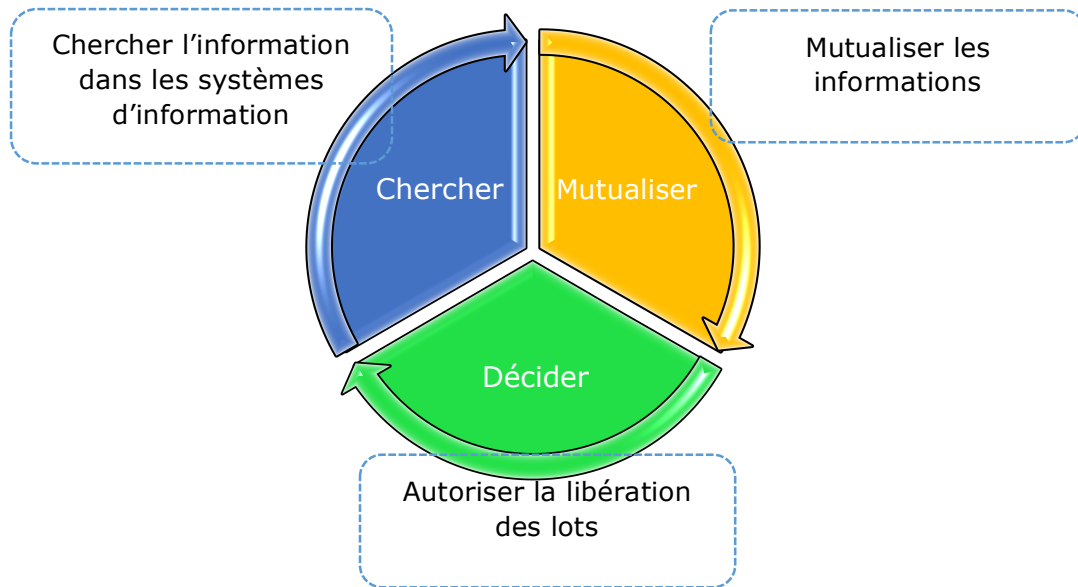 Chercher l’information
dans les systèmes
d’information
Mutualiser les
informations
Chercher
Mutualiser
Décider
Autoriser la libération
des lots